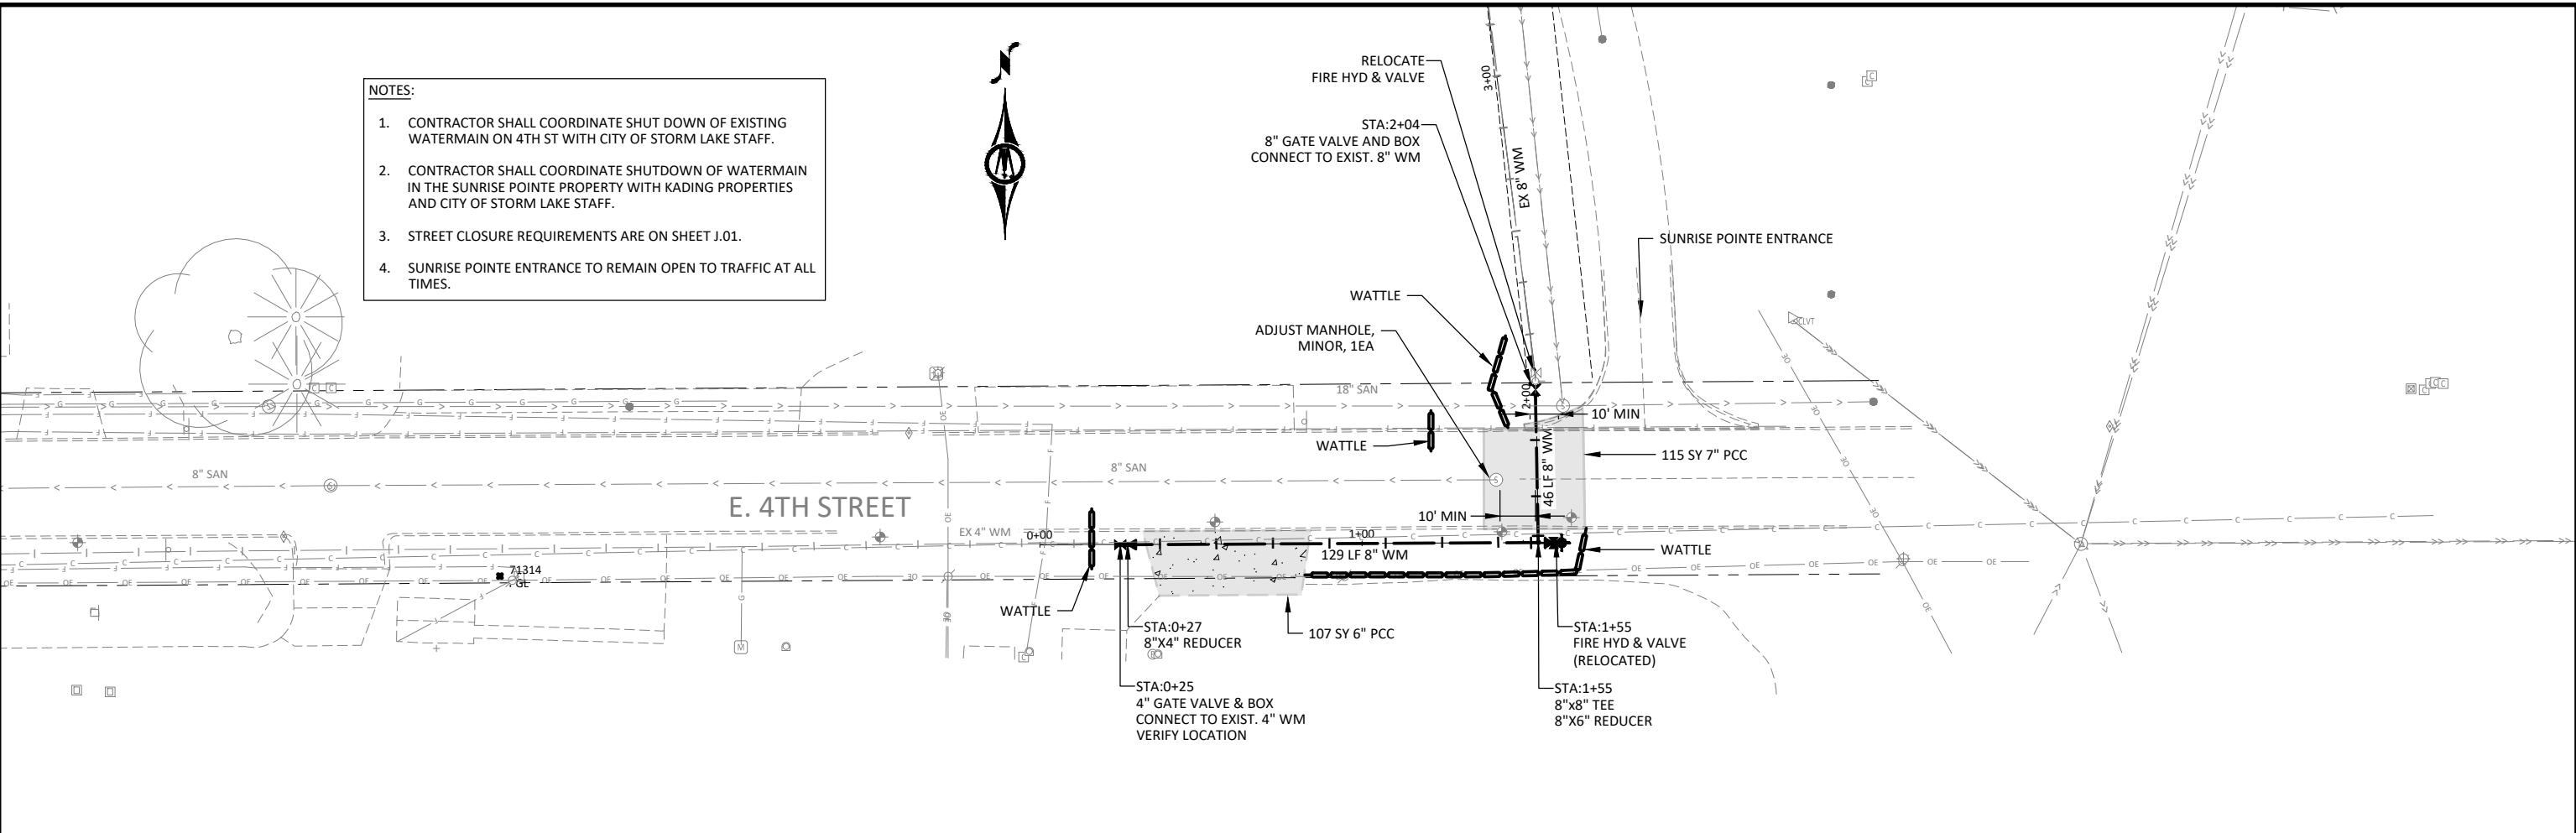 NOTES:
1. CONTRACTOR SHALL COORDINATE SHUT DOWN OF EXISTING
WATERMAIN ON 4TH ST WITH CITY OF STORM LAKE STAFF.
2. CONTRACTOR SHALL COORDINATE SHUTDOWN OF WATERMAIN
IN THE SUNRISE POINTE PROPERTY WITH KADING PROPERTIES
AND CITY OF STORM LAKE STAFF.
3. STREET CLOSURE REQUIREMENTS ARE ON SHEET J.01.
4. SUNRISE POINTE ENTRANCE TO REMAIN OPEN TO TRAFFIC AT ALL
TIMES.
N
RELOCATE
FIRE HYD & VALVE
3+00
STA:2+04
8" GATE VALVE AND BOX
CONNECT TO EXIST. 8" WM
EX 8" WM
SUNRISE POINTE ENTRANCE
WATTLE
ADJUST MANHOLE,
MINOR, 1EA
CLVT
18" SAN
2+00
10' MIN
WATTLE
115 SY 7" PCC
46 LF 8" WM
8" SAN
8" SAN
E. 4TH STREET
10' MIN
EX 4" WM
0+00
1+00
129 LF 8" WM
WATTLE
71314
WATTLE
STA:0+27
8"X4" REDUCER
107 SY 6" PCC
STA:1+55
FIRE HYD & VALVE
(RELOCATED)
STA:0+25
4" GATE VALVE & BOX
CONNECT TO EXIST. 4" WM
VERIFY LOCATION
STA:1+55
8"x8" TEE
8"X6" REDUCER